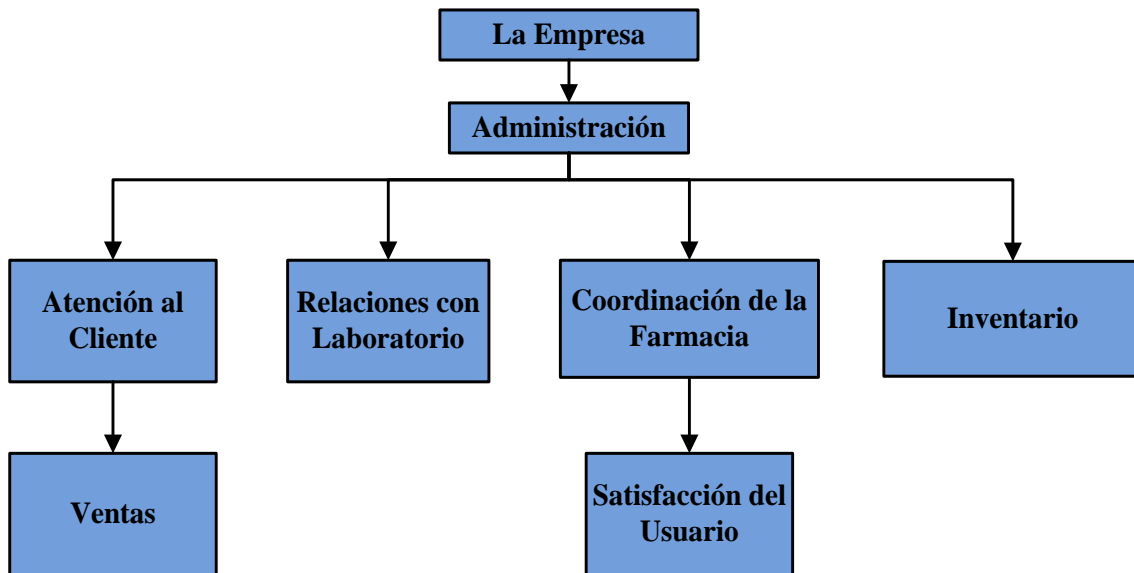 La Empresa
Administración
Atención al
Cliente
Relaciones con
Laboratorio
Coordinación de la
Farmacia
Inventario
Ventas
Satisfacción del
Usuario